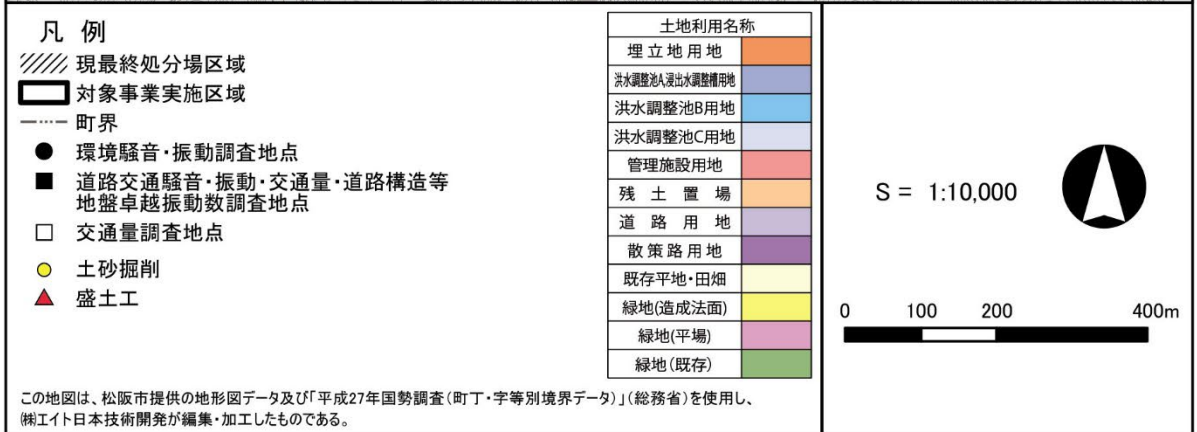 凡 例
現最終処分場区域
対象事業実施区域
町界
環境騒音・振動調査地点
道路交通騒音・振動・交通量・道路構造等
地盤卓越振動数調査地点
交通量調査地点
土砂掘削
盛土工
この地図は、松阪市提供の地形図データ及び「平成27年国勢調査(町丁・字等別境界データ)」(総務省)を使用し、
㈱エイト日本技術開発が編集・加工したものである。
土地利用名称
埋立地用地
洪水調整池A,浸出水調整槽用地
洪水調整池B用地
洪水調整池C用地
管理施設用地
残土置場
道路用地
散策路用地
既存平地・田畑
緑地(造成法面)
緑地(平場)
緑地(既存)
S = 1:10,000
0 100 200 400m